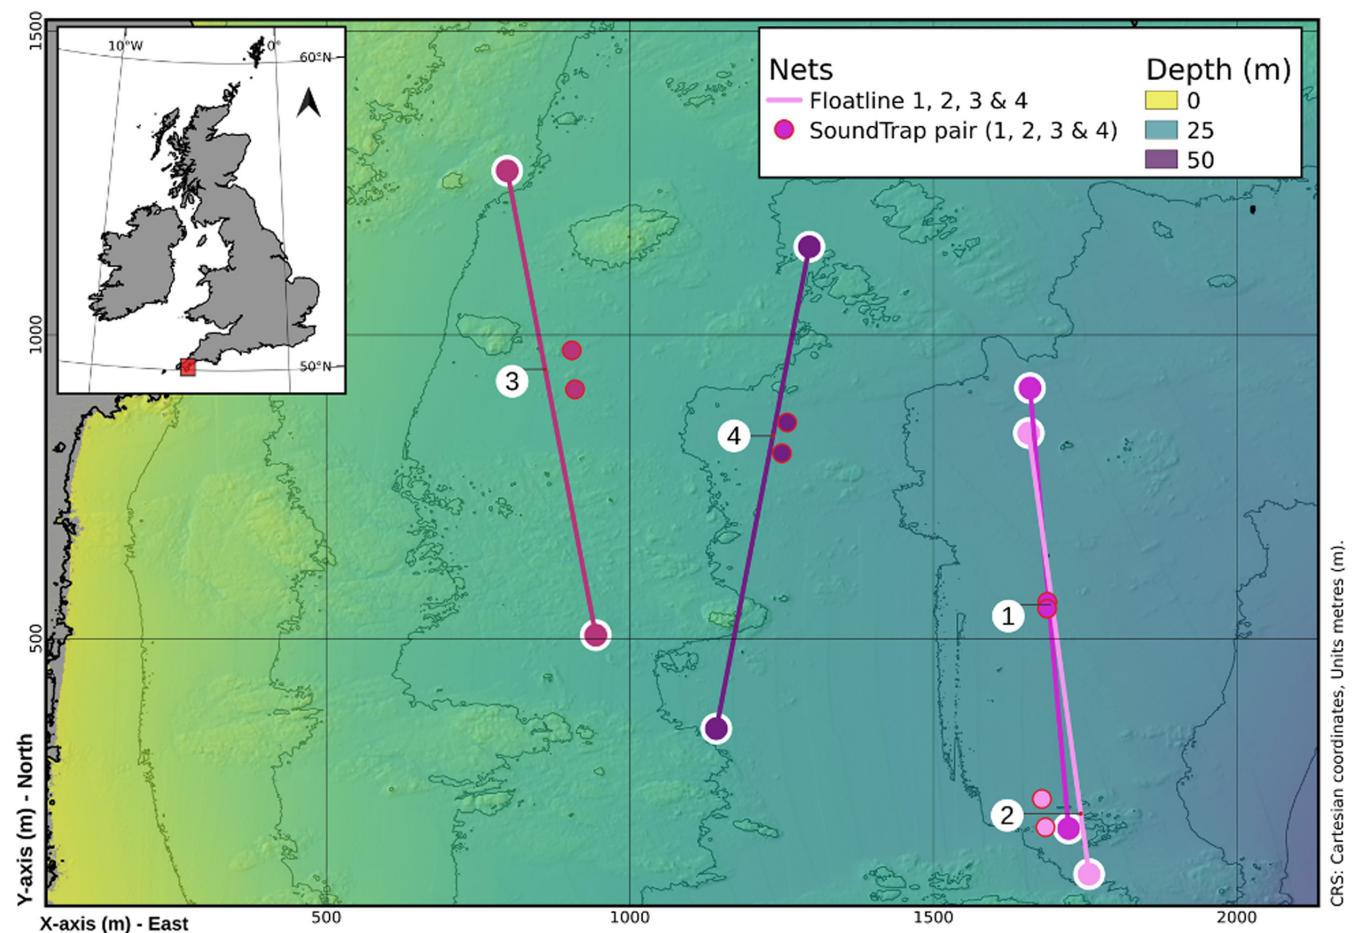 1500
1000
500
Y-axis (m) - North
10°W
0°
60°N
50°N
Nets
Floatline 1, 2, 3 & 4
SoundTrap pair (1, 2, 3 & 4)
Depth (m)
0
25
50
3
4
1
2
500
1000
1500
2000
X-axis (m) - East
CRS: Cartesian coordinates, Units metres (m).